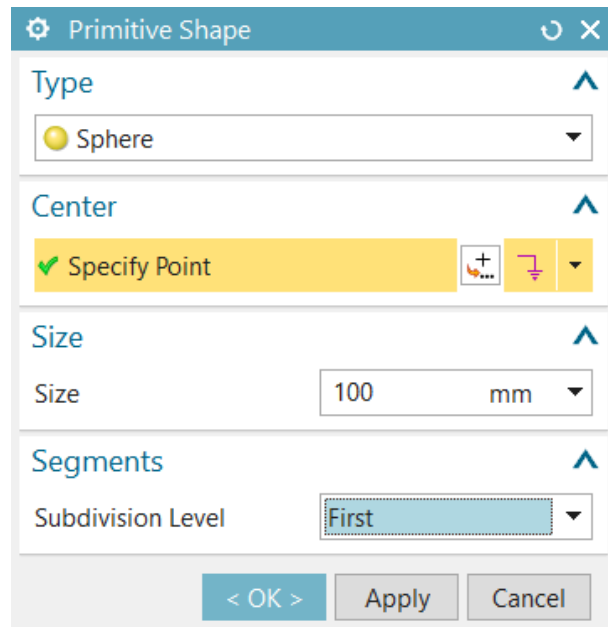 Primitive Shape
Type
Sphere
Center
Specify Point
Size
Size 100 mm
Segments
Subdivision Level First
< OK > Apply Cancel